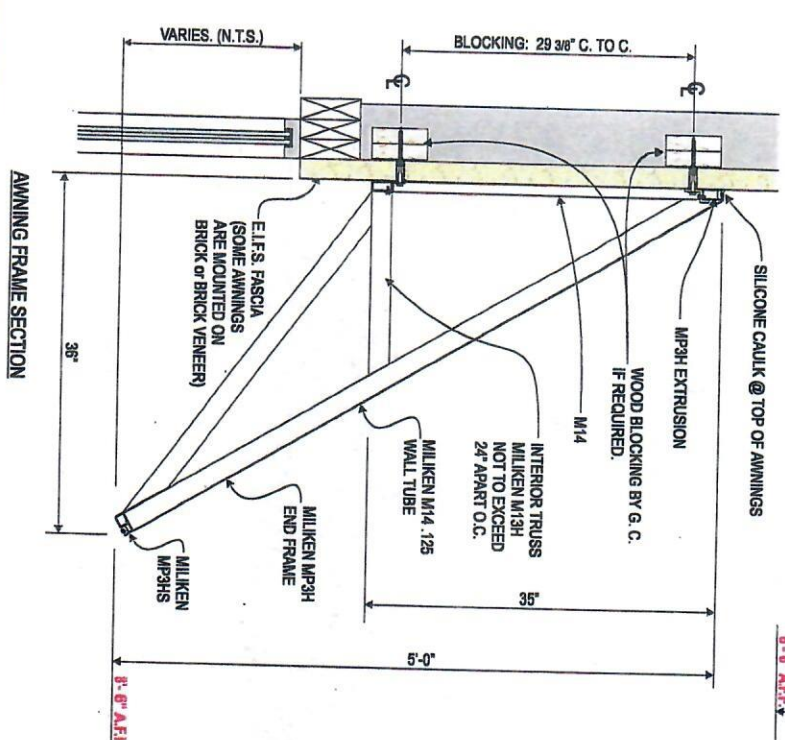 VARIES. (N.T.S.)
BLOCKING: 29 3/8" C. TO C.
CL
CL
SILICONE CAULK @ TOP OF AWNINGS
MP3H EXTRUSION
WOOD BLOCKING BY G. C.
IF REQUIRED.
M14
INTERIOR TRUSS
MILIKEN M13H
NOT TO EXCEED
24" APART O.C.
MILIKEN M14 .125
WALL TUBE
MILIKEN MP3H
END FRAME
MILIKEN
MP3HS
E.I.F.S. FASCIA
(SOME AWNINGS
ARE MOUNTED ON
BRICK or BRICK VENEER)
36"
35"
5'-0"
8'- 6" A.F.F.
AWNING FRAME SECTION